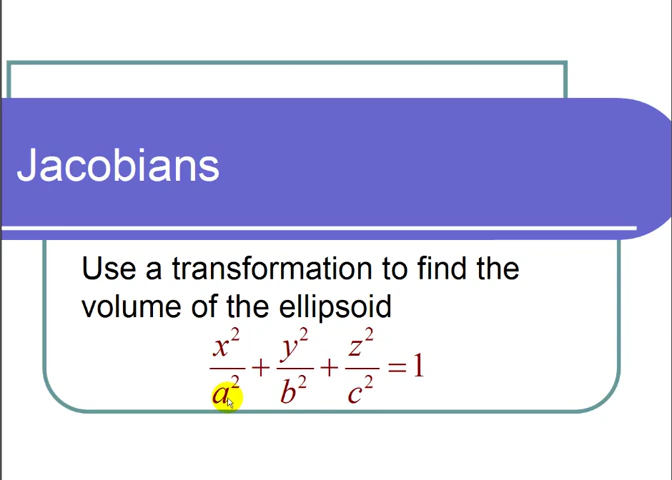 Jacobians
Use a transformation to find the
volume of the ellipsoid
x²/a² + y²/b² + z²/c² = 1